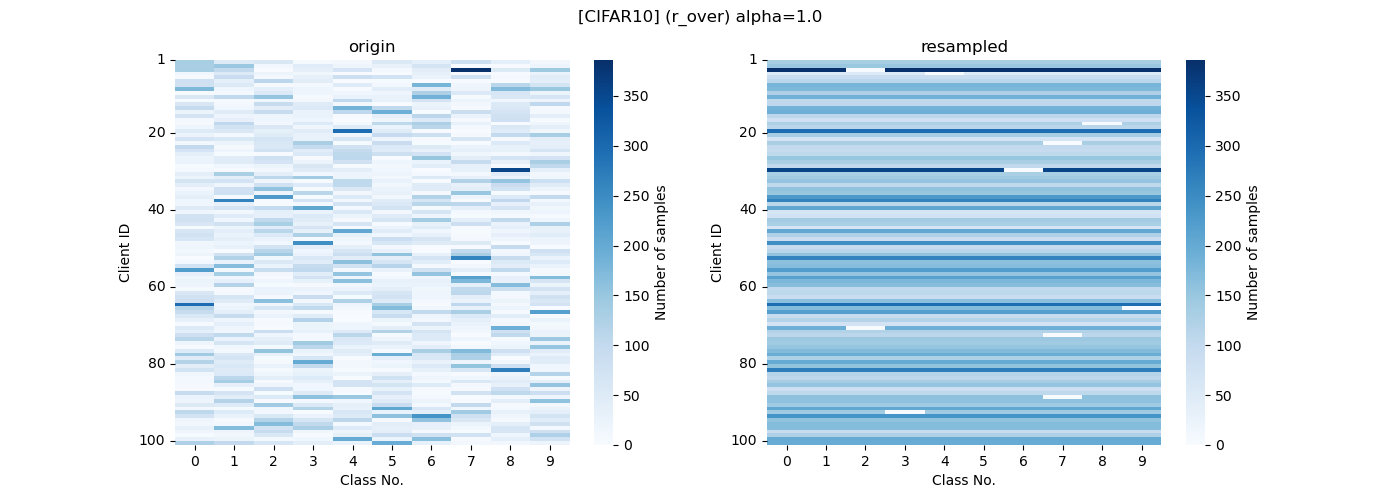 [CIFAR10] (r_over) alpha=1.0
origin
1
20
40
60
80
100
Client ID
0 1 2 3 4 5 6 7 8 9
Class No.
350
300
250
200
150
100
50
0
Number of samples
resampled
1
20
40
60
80
100
Client ID
0 1 2 3 4 5 6 7 8 9
Class No.
350
300
250
200
150
100
50
0
Number of samples